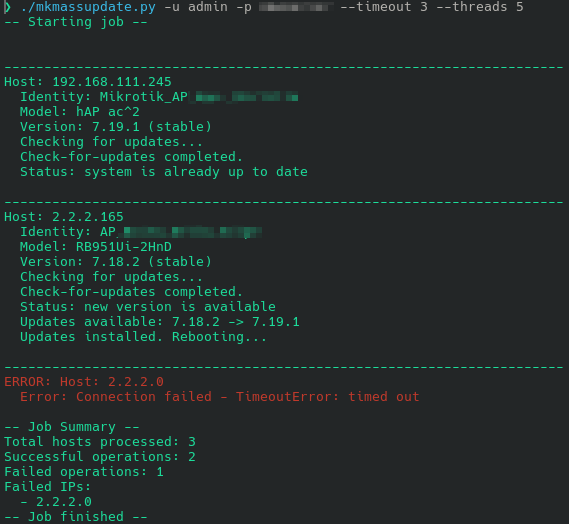 ❯ ./mkmassupdate.py -u admin -p --timeout 3 --threads 5
-- Starting job --
----------------------------------------------------------------------
Host: 192.168.111.245
Identity: Mikrotik_AP
Model: hAP ac^2
Version: 7.19.1 (stable)
Checking for updates...
Check-for-updates completed.
Status: system is already up to date
----------------------------------------------------------------------
Host: 2.2.2.165
Identity: AP_
Model: RB951Ui-2HnD
Version: 7.18.2 (stable)
Checking for updates...
Check-for-updates completed.
Status: new version is available
Updates available: 7.18.2 -> 7.19.1
Updates installed. Rebooting...
----------------------------------------------------------------------
ERROR: Host: 2.2.2.0
Error: Connection failed - TimeoutError: timed out
-- Job Summary --
Total hosts processed: 3
Successful operations: 2
Failed operations: 1
Failed IPs:
- 2.2.2.0
-- Job finished --